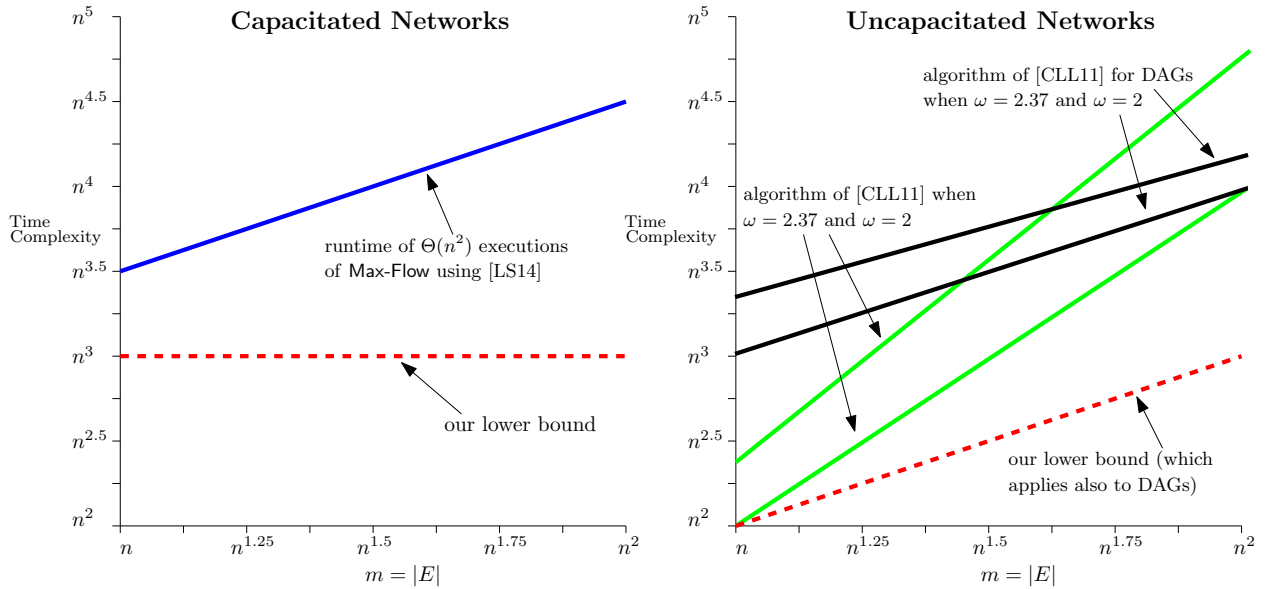 Capacitated Networks
n^5
n^4.5
n^4
Time
Complexity
n^3.5
n^3
n^2.5
n^2
runtime of Θ(n^2) executions
of Max-Flow using [LS14]
our lower bound
n
n^1.25
n^1.5
n^1.75
n^2
m = |E|
Uncapacitated Networks
n^5
n^4.5
n^4
Time
Complexity
n^3.5
n^3
n^2.5
n^2
algorithm of [CLL11] for DAGs
when ω = 2.37 and ω = 2
algorithm of [CLL11] when
ω = 2.37 and ω = 2
our lower bound (which
applies also to DAGs)
n
n^1.25
n^1.5
n^1.75
n^2
m = |E|